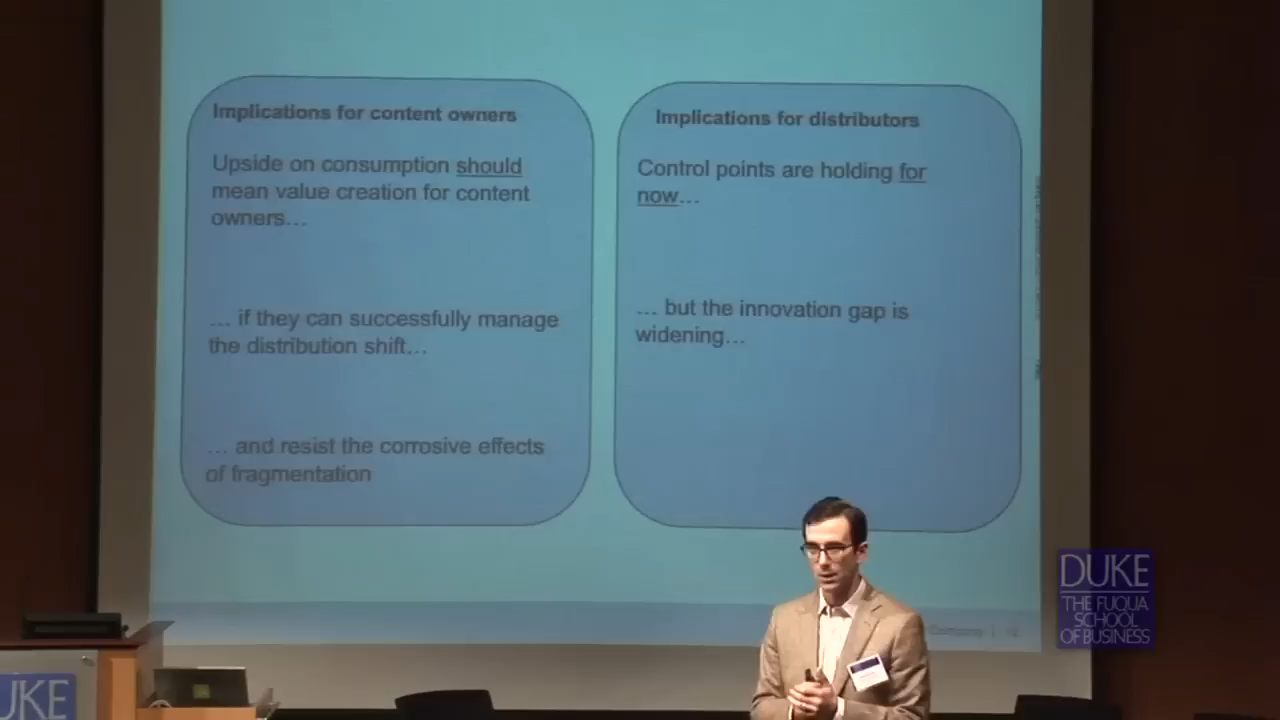 Implications for content owners
Upside on consumption should
mean value creation for content
owners…
… if they can successfully manage
the distribution shift…
… and resist the corrosive effects
of fragmentation
Implications for distributors
Control points are holding for
now…
… but the innovation gap is
widening…
Company
DUKE
THE FUQUA
SCHOOL
OF BUSINESS
UKE